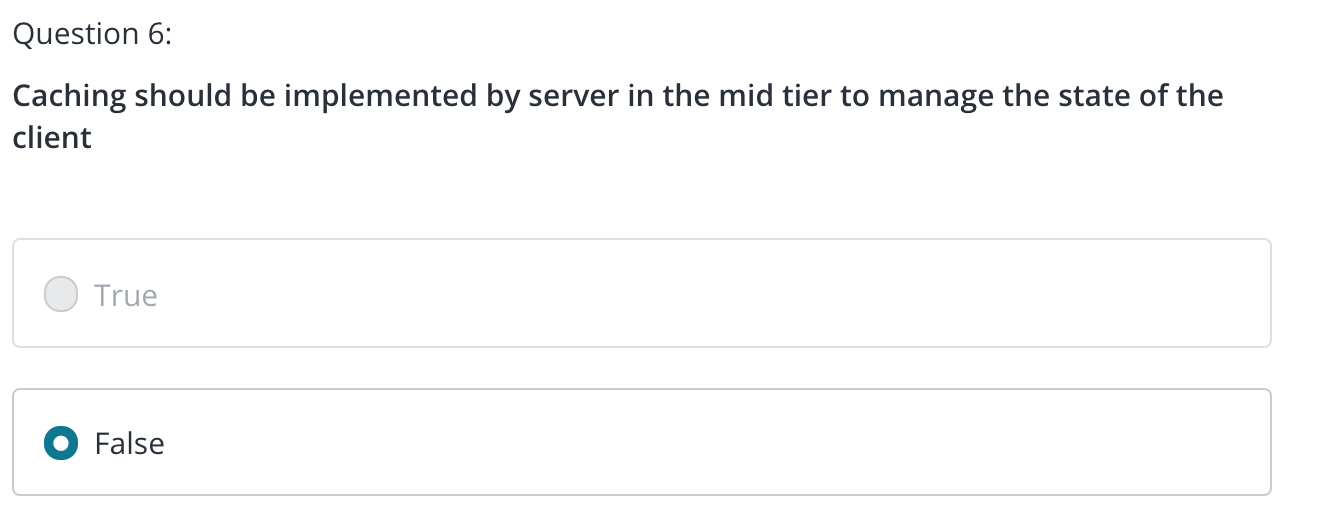 Question 6:
Caching should be implemented by server in the mid tier to manage the state of the
client
True
False